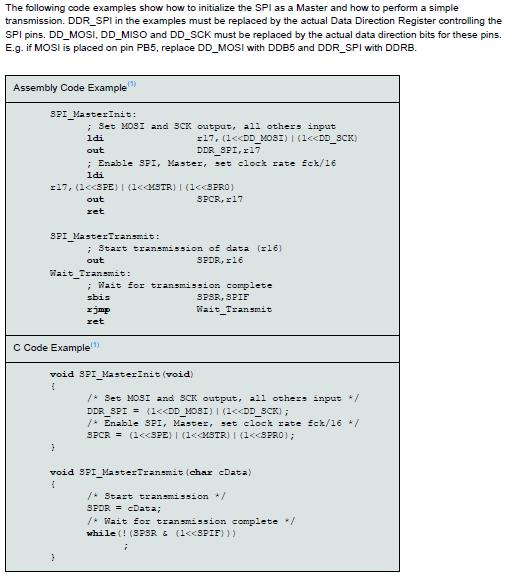 The following code examples show how to initialize the SPI as a Master and how to perform a simple
transmission. DDR_SPI in the examples must be replaced by the actual Data Direction Register controlling the
SPI pins. DD_MOSI, DD_MISO and DD_SCK must be replaced by the actual data direction bits for these pins.
E.g. if MOSI is placed on pin PB5, replace DD_MOSI with DDB5 and DDR_SPI with DDRB.
Assembly Code Example(1)
SPI_MasterInit:
; Set MOSI and SCK output, all others input
ldi r17,(1<<DD_MOSI)|(1<<DD_SCK)
out DDR_SPI,r17
; Enable SPI, Master, set clock rate fck/16
ldi
r17,(1<<SPE)|(1<<MSTR)|(1<<SPR0)
out SPCR,r17
ret
SPI_MasterTransmit:
; Start transmission of data (r16)
out SPDR,r16
Wait_Transmit:
; Wait for transmission complete
sbis SPSR,SPIF
rjmp Wait_Transmit
ret
C Code Example(1)
void SPI_MasterInit(void)
{
/* Set MOSI and SCK output, all others input */
DDR_SPI = (1<<DD_MOSI)|(1<<DD_SCK);
/* Enable SPI, Master, set clock rate fck/16 */
SPCR = (1<<SPE)|(1<<MSTR)|(1<<SPR0);
}
void SPI_MasterTransmit(char cData)
{
/* Start transmission */
SPDR = cData;
/* Wait for transmission complete */
while(!(SPSR & (1<<SPIF)))
;
}